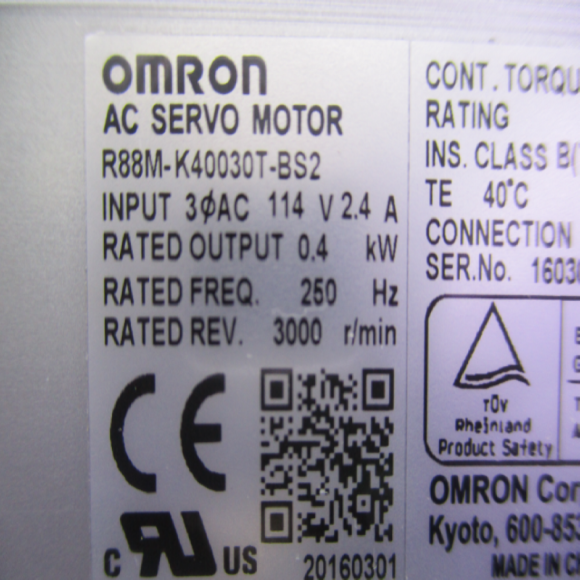 OMRON
AC SERVO MOTOR
R88M-K40030T-BS2
INPUT 3ϕAC 114 V 2.4 A
RATED OUTPUT 0.4 kW
RATED FREQ. 250 Hz
RATED REV. 3000 r/min
CE
c RU US
20160301
CONT. TORQU
RATING
INS. CLASS B(
TE 40°C
CONNECTION
SER.No. 1603
TÜV
Rheinland
Product Safety
OMRON Cor
Kyoto, 600-853
MADE IN C